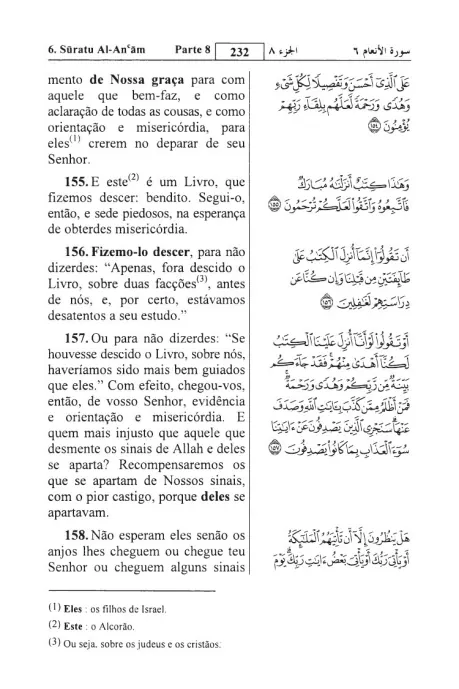 6. Sūratu Al-Anᶜām Parte 8 232 الجزء ٨ سورة الأنعام ٦
mento de Nossa graça para com
aquele que bem-faz, e como
aclaração de todas as cousas, e como
orientação e misericórdia, para
eles(1) crerem no deparar de seu
Senhor.
155. E este(2) é um Livro, que
fizemos descer: bendito. Segui-o,
então, e sede piedosos, na esperança
de obterdes misericórdia.
156. Fizemo-lo descer, para não
dizerdes: “Apenas, fora descido o
Livro, sobre duas facções(3), antes
de nós, e, por certo, estávamos
desatentos a seu estudo.”
157. Ou para não dizerdes: “Se
houvesse descido o Livro, sobre nós,
haveríamos sido mais bem guiados
que eles.” Com efeito, chegou-vos,
então, de vosso Senhor, evidência
e orientação e misericórdia. E
quem mais injusto que aquele que
desmente os sinais de Allah e deles
se aparta? Recompensaremos os
que se apartam de Nossos sinais,
com o pior castigo, porque deles se
apartavam.
158. Não esperam eles senão os
anjos lhes cheguem ou chegue teu
Senhor ou cheguem alguns sinais
عَلَى ٱلَّذِىٓ أَحْسَنَ وَتَفْصِيلًا لِّكُلِّ شَىْءٍ
وَهُدًى وَرَحْمَةً لَّعَلَّهُم بِلِقَآءِ رَبِّهِمْ
يُؤْمِنُونَ ١٥٤
وَهَٰذَا كِتَٰبٌ أَنزَلْنَٰهُ مُبَارَكٌ
فَٱتَّبِعُوهُ وَٱتَّقُوا۟ لَعَلَّكُمْ تُرْحَمُونَ ١٥٥
أَن تَقُولُوٓا۟ إِنَّمَآ أُنزِلَ ٱلْكِتَٰبُ عَلَىٰ
طَآئِفَتَيْنِ مِن قَبْلِنَا وَإِن كُنَّا عَن
دِرَاسَتِهِمْ لَغَٰفِلِينَ ١٥٦
أَوْ تَقُولُوا۟ لَوْ أَنَّآ أُنزِلَ عَلَيْنَا ٱلْكِتَٰبُ
لَكُنَّآ أَهْدَىٰ مِنْهُمْ فَقَدْ جَآءَكُم
بَيِّنَةٌ مِّن رَّبِّكُمْ وَهُدًى وَرَحْمَةٌ
فَمَنْ أَظْلَمُ مِمَّن كَذَّبَ بِـَٔايَٰتِ ٱللَّهِ وَصَدَفَ
عَنْهَا سَنَجْزِى ٱلَّذِينَ يَصْدِفُونَ عَنْ ءَايَٰتِنَا
سُوٓءَ ٱلْعَذَابِ بِمَا كَانُوا۟ يَصْدِفُونَ ١٥٧
هَلْ يَنظُرُونَ إِلَّآ أَن تَأْتِيَهُمُ ٱلْمَلَٰٓئِكَةُ
أَوْ يَأْتِىَ رَبُّكَ أَوْ يَأْتِىَ بَعْضُ ءَايَٰتِ رَبِّكَ يَوْمَ
(1) Eles : os filhos de Israel.
(2) Este : o Alcorão.
(3) Ou seja, sobre os judeus e os cristãos.